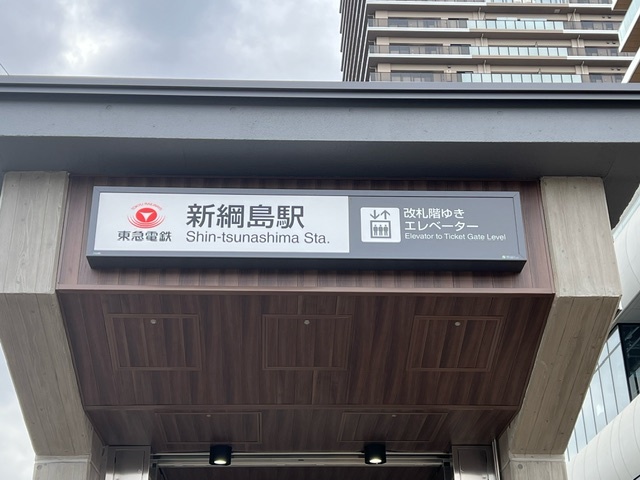 東急電鉄
新綱島駅
Shin-tsunashima Sta.
改札階ゆき
エレベーター
Elevator to Ticket Gate Level